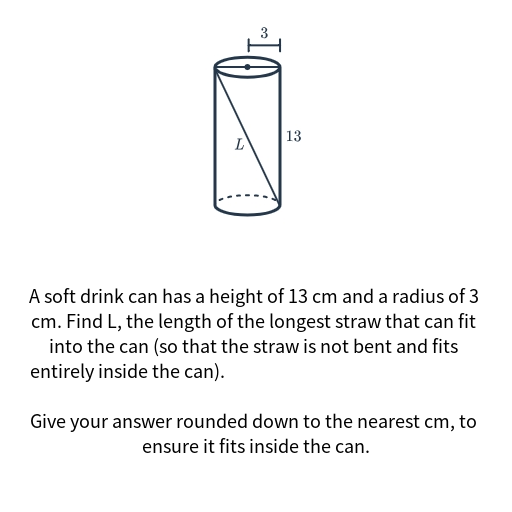 3
13
L
A soft drink can has a height of 13 cm and a radius of 3
cm. Find L, the length of the longest straw that can fit
into the can (so that the straw is not bent and fits
entirely inside the can).
Give your answer rounded down to the nearest cm, to
ensure it fits inside the can.